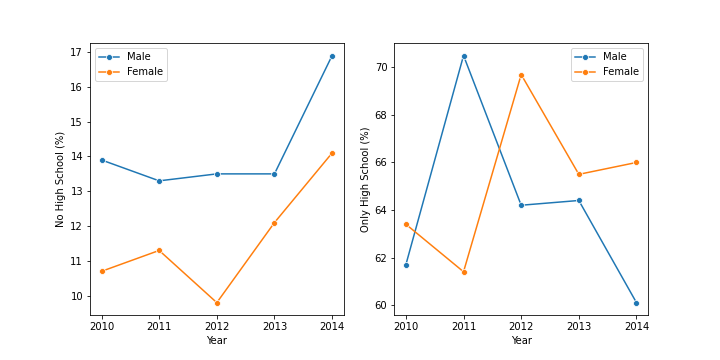 No High School (%)
17
16
15
14
13
12
11
10
Male
Female
2010 2011 2012 2013 2014
Year
Only High School (%)
70
68
66
64
62
60
Male
Female
2010 2011 2012 2013 2014
Year